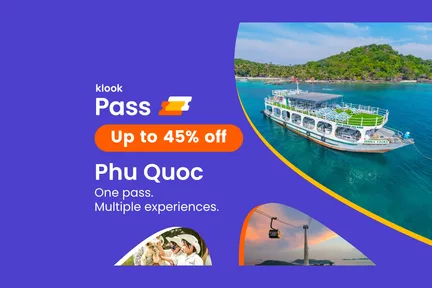 klook
Pass
Up to 45% off
Phu Quoc
One pass.
Multiple experiences.